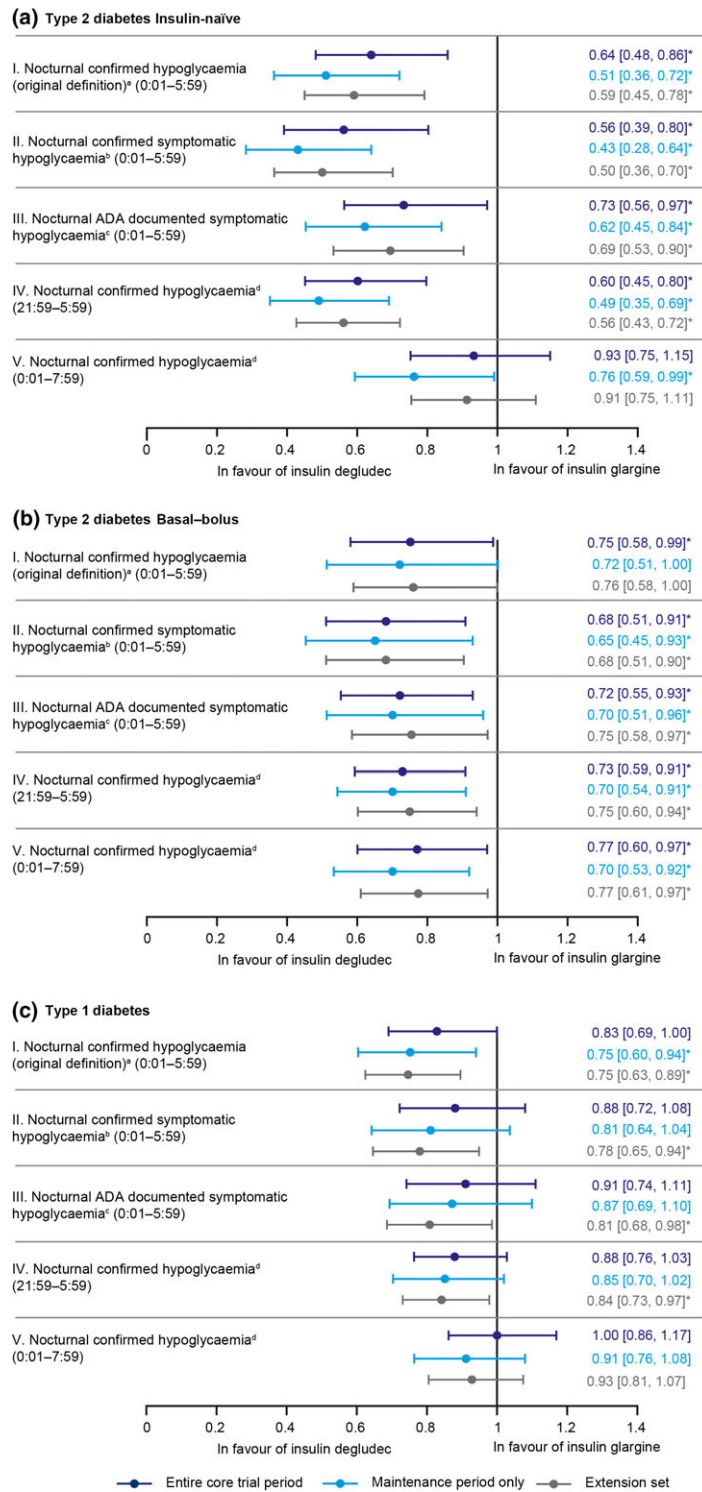 (a) Type 2 diabetes Insulin-naïve
I. Nocturnal confirmed hypoglycaemia
(original definition)ᵃ (0:01–5:59)
0.64 [0.48, 0.86]*
0.51 [0.36, 0.72]*
0.59 [0.45, 0.78]*
II. Nocturnal confirmed symptomatic
hypoglycaemiaᵇ (0:01–5:59)
0.56 [0.39, 0.80]*
0.43 [0.28, 0.64]*
0.50 [0.36, 0.70]*
III. Nocturnal ADA documented symptomatic
hypoglycaemiaᶜ (0:01–5:59)
0.73 [0.56, 0.97]*
0.62 [0.45, 0.84]*
0.69 [0.53, 0.90]*
IV. Nocturnal confirmed hypoglycaemiaᵈ
(21:59–5:59)
0.60 [0.45, 0.80]*
0.49 [0.35, 0.69]*
0.56 [0.43, 0.72]*
V. Nocturnal confirmed hypoglycaemiaᵈ
(0:01–7:59)
0.93 [0.75, 1.15]
0.76 [0.59, 0.99]*
0.91 [0.75, 1.11]
0 0.2 0.4 0.6 0.8 1 1.2 1.4
In favour of insulin degludec In favour of insulin glargine
(b) Type 2 diabetes Basal–bolus
I. Nocturnal confirmed hypoglycaemia
(original definition)ᵃ (0:01–5:59)
0.75 [0.58, 0.99]*
0.72 [0.51, 1.00]
0.76 [0.58, 1.00]
II. Nocturnal confirmed symptomatic
hypoglycaemiaᵇ (0:01–5:59)
0.68 [0.51, 0.91]*
0.65 [0.45, 0.93]*
0.68 [0.51, 0.90]*
III. Nocturnal ADA documented symptomatic
hypoglycaemiaᶜ (0:01–5:59)
0.72 [0.55, 0.93]*
0.70 [0.51, 0.96]*
0.75 [0.58, 0.97]*
IV. Nocturnal confirmed hypoglycaemiaᵈ
(21:59–5:59)
0.73 [0.59, 0.91]*
0.70 [0.54, 0.91]*
0.75 [0.60, 0.94]*
V. Nocturnal confirmed hypoglycaemiaᵈ
(0:01–7:59)
0.77 [0.60, 0.97]*
0.70 [0.53, 0.92]*
0.77 [0.61, 0.97]*
0 0.2 0.4 0.6 0.8 1 1.2 1.4
In favour of insulin degludec In favour of insulin glargine
(c) Type 1 diabetes
I. Nocturnal confirmed hypoglycaemia
(original definition)ᵃ (0:01–5:59)
0.83 [0.69, 1.00]
0.75 [0.60, 0.94]*
0.75 [0.63, 0.89]*
II. Nocturnal confirmed symptomatic
hypoglycaemiaᵇ (0:01–5:59)
0.88 [0.72, 1.08]
0.81 [0.64, 1.04]
0.78 [0.65, 0.94]*
III. Nocturnal ADA documented symptomatic
hypoglycaemiaᶜ (0:01–5:59)
0.91 [0.74, 1.11]
0.87 [0.69, 1.10]
0.81 [0.68, 0.98]*
IV. Nocturnal confirmed hypoglycaemiaᵈ
(21:59–5:59)
0.88 [0.76, 1.03]
0.85 [0.70, 1.02]
0.84 [0.73, 0.97]*
V. Nocturnal confirmed hypoglycaemiaᵈ
(0:01–7:59)
1.00 [0.86, 1.17]
0.91 [0.76, 1.08]
0.93 [0.81, 1.07]
0 0.2 0.4 0.6 0.8 1 1.2 1.4
In favour of insulin degludec In favour of insulin glargine
Entire core trial period Maintenance period only Extension set